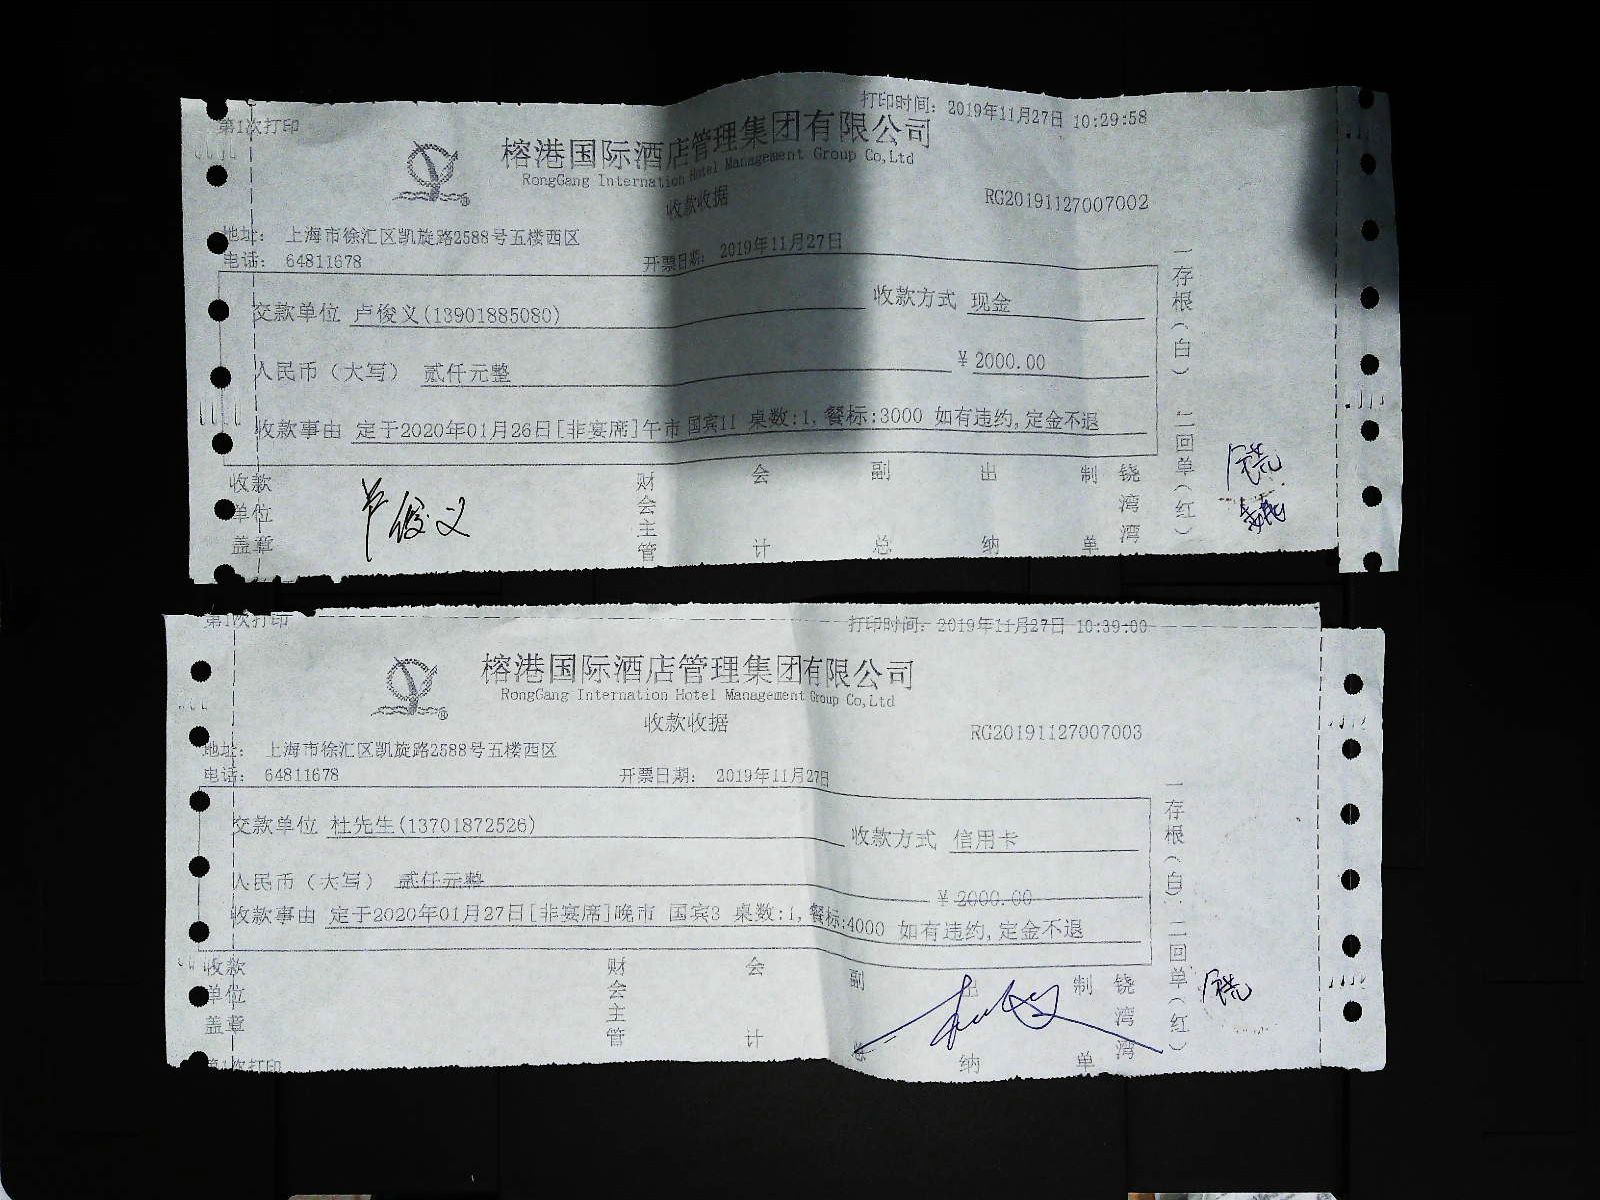 第1次打印
打印时间: 2019年11月27日 10:29:58
榕港国际酒店管理集团有限公司
RongGang Internation Hotel Management Group Co,Ltd
收款收据
RG20191127007002
地址: 上海市徐汇区凯旋路2588号五楼西区
电话: 64811678
开票日期: 2019年11月27日
交款单位 卢俊义(13901885080)
收款方式 现金
人民币（大写） 贰仟元整
¥ 2000.00
收款事由 定于2020年01月26日[非宴席]午市 国宾11 桌数:1,餐标:3000 如有违约,定金不退
收款单位盖章
卢俊义
财会主管
会计
副总
出纳
制单
铙湾湾
一存根(白) 二回单(红)
第1次打印
打印时间: 2019年11月27日 10:39:00
榕港国际酒店管理集团有限公司
RongGang Internation Hotel Management Group Co,Ltd
收款收据
RG20191127007003
地址: 上海市徐汇区凯旋路2588号五楼西区
电话: 64811678
开票日期: 2019年11月27日
交款单位 杜先生(13701872526)
收款方式 信用卡
人民币（大写） 贰仟元整
¥ 2000.00
收款事由 定于2020年01月27日[非宴席]晚市 国宾3 桌数:1,餐标:4000 如有违约,定金不退
收款单位盖章
财会主管
会计
副总
出纳
制单
铙湾湾
一存根(白) 二回单(红)
第1次打印